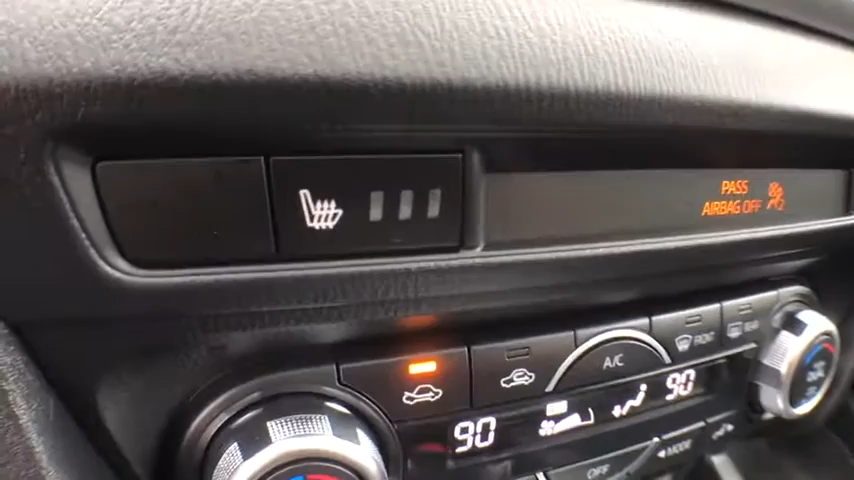 PASS
AIRBAG OFF
A/C
FRONT
REAR
90
90
OFF
MODE